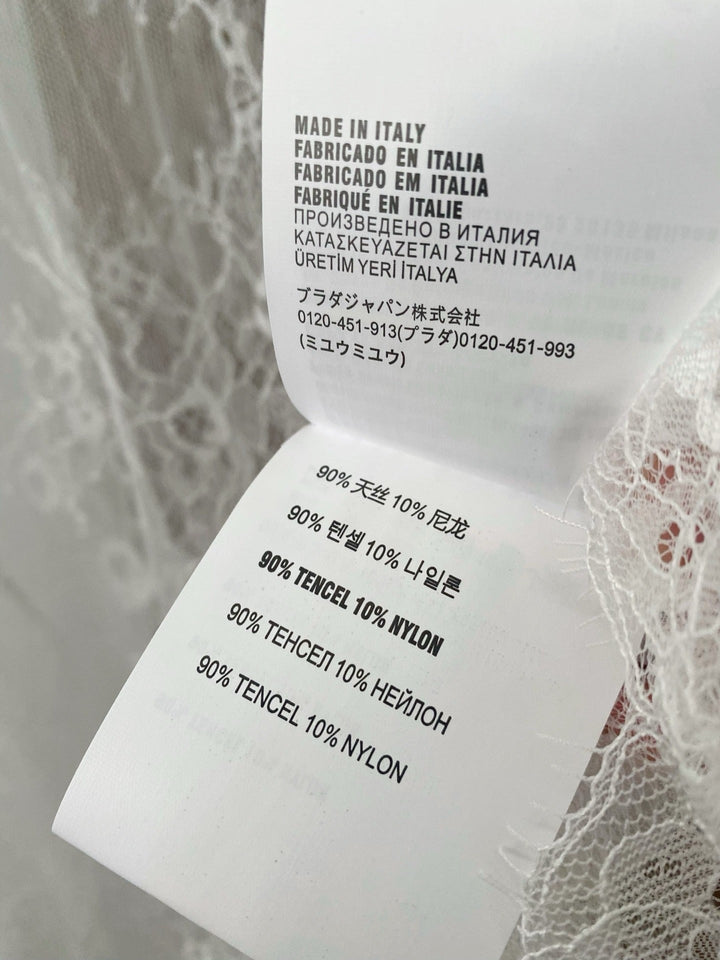 MADE IN ITALY
FABRICADO EN ITALIA
FABRICADO EM ITALIA
FABRIQUÉ EN ITALIE
ПРОИЗВЕДЕНО В ИТАЛИЯ
ΚΑΤΑΣΚΕΥΑΖΕΤΑΙ ΣΤΗΝ ΙΤΑΛΙΑ
ÜRETİM YERİ İTALYA
ブラダジャパン株式会社
0120-451-913(プラダ)0120-451-993
(ミユウミユウ)
90% 天丝 10% 尼龙
90% 텐셀 10% 나일론
90% TENCEL 10% NYLON
90% ТЕНСЕЛ 10% НЕЙЛОН
90% TENCEL 10% NYLON